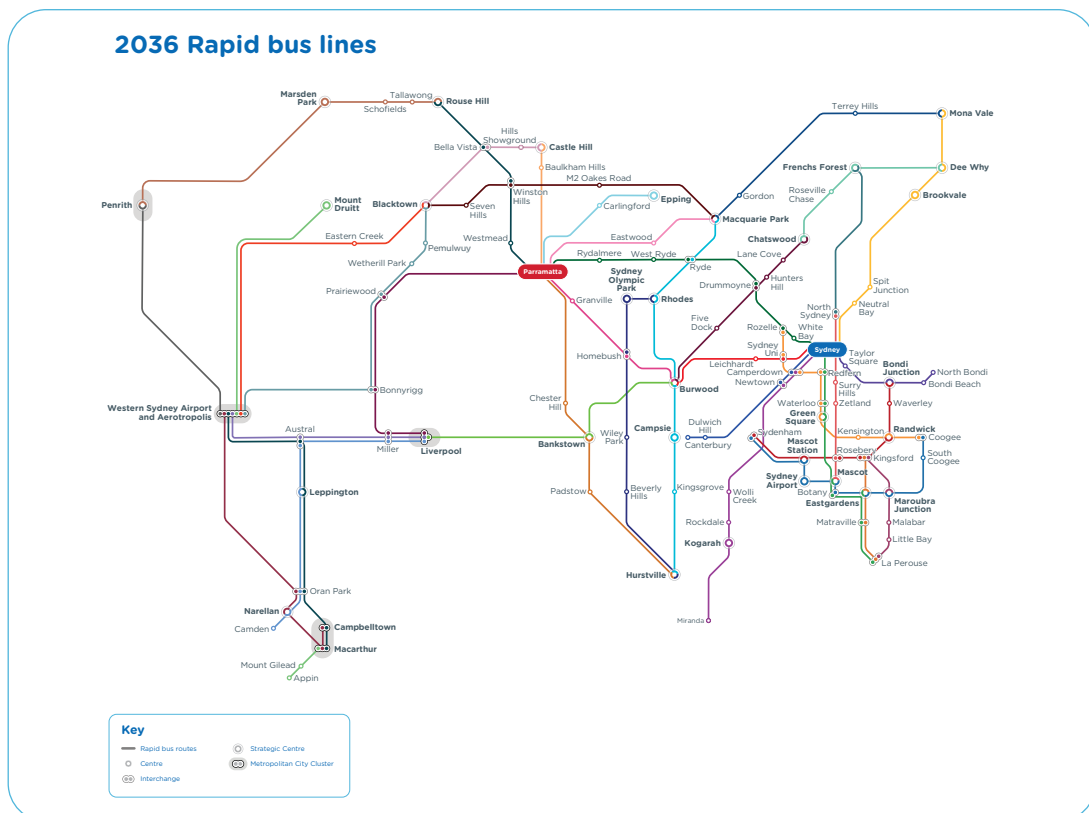 2036 Rapid bus lines
Marsden
Park
Tallawong
Schofields
Rouse Hill
Terrey Hills
Mona Vale
Hills
Showground
Bella Vista
Castle Hill
Baulkham Hills
Frenchs Forest
Dee Why
M2 Oakes Road
Winston
Hills
Gordon
Roseville
Chase
Brookvale
Penrith
Mount
Druitt
Blacktown
Seven
Hills
Carlingford
Epping
Macquarie Park
Eastern Creek
Pemulwuy
Westmead
Eastwood
Chatswood
Wetherill Park
Rydalmere
West Ryde
Lane Cove
Parramatta
Sydney
Olympic
Park
Ryde
Drummoyne
Hunters
Hill
Spit
Junction
Prairiewood
Granville
Rhodes
Neutral
Bay
North
Sydney
Five
Dock
Rozelle
White
Bay
Homebush
Sydney
Uni
Sydney
Taylor
Square
Bondi
Junction
Leichhardt
Camperdown
Redfern
North Bondi
Newtown
Bondi Beach
Burwood
Surry
Hills
Bonnyrigg
Chester
Hill
Waterloo
Zetland
Waverley
Western Sydney Airport
and Aerotropolis
Green
Square
Dulwich
Hill
Austral
Wiley
Park
Campsie
Canterbury
Sydenham
Kensington
Randwick
Coogee
Miller
Liverpool
Bankstown
Mascot
Station
Rosebery
Kingsford
South
Coogee
Leppington
Padstow
Beverly
Hills
Kingsgrove
Wolli
Creek
Sydney
Airport
Mascot
Botany
Eastgardens
Maroubra
Junction
Rockdale
Matraville
Malabar
Kogarah
Little Bay
La Perouse
Hurstville
Oran Park
Narellan
Miranda
Camden
Campbelltown
Macarthur
Mount Gilead
Appin
Key
Rapid bus routes
Strategic Centre
Centre
Metropolitan City Cluster
Interchange